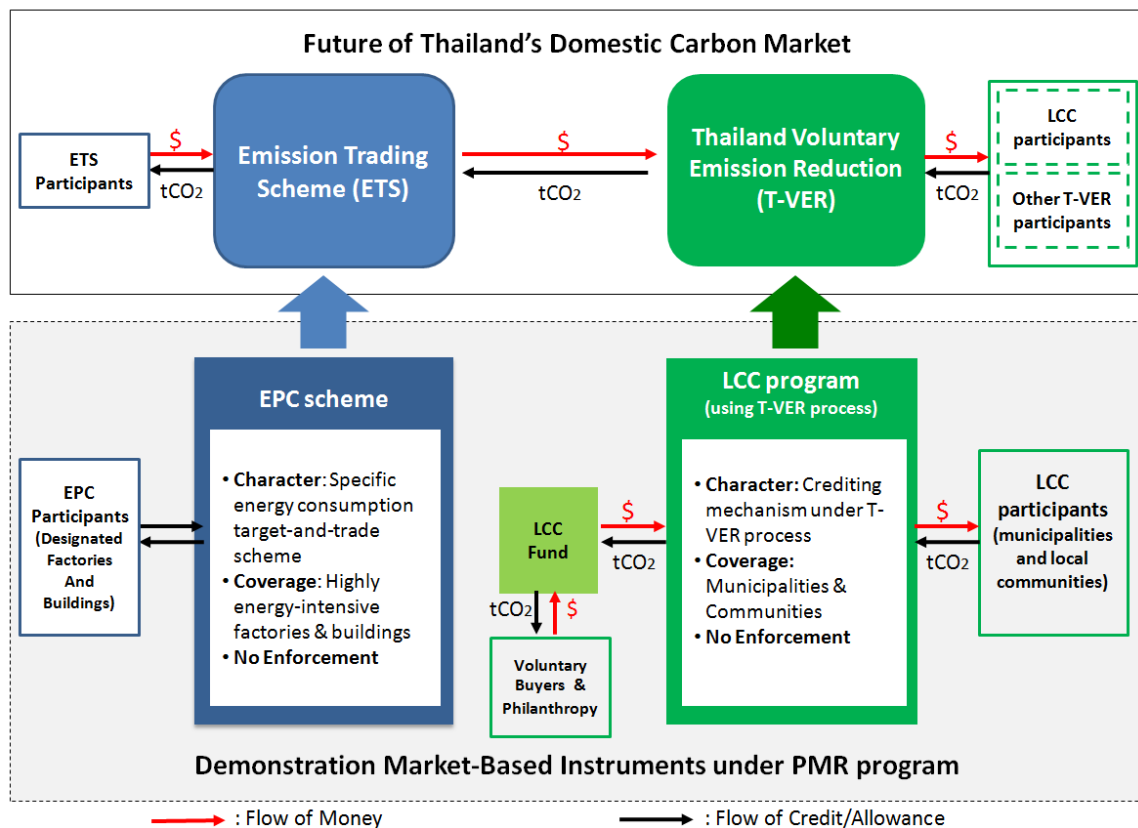 Future of Thailand's Domestic Carbon Market
ETS
Participants
$
tCO2
Emission Trading
Scheme (ETS)
$
tCO2
Thailand Voluntary
Emission Reduction
(T-VER)
$
tCO2
LCC
participants
Other T-VER
participants
EPC
Participants
(Designated
Factories
And
Buildings)
EPC scheme
• Character: Specific
energy consumption
target-and-trade
scheme
• Coverage: Highly
energy-intensive
factories & buildings
• No Enforcement
LCC
Fund
$
tCO2
tCO2
$
Voluntary
Buyers &
Philanthropy
LCC program
(using T-VER process)
• Character: Crediting
mechanism under T-
VER process
• Coverage:
Municipalities &
Communities
• No Enforcement
$
tCO2
LCC
participants
(municipalities
and local
communities)
Demonstration Market-Based Instruments under PMR program
: Flow of Money
: Flow of Credit/Allowance